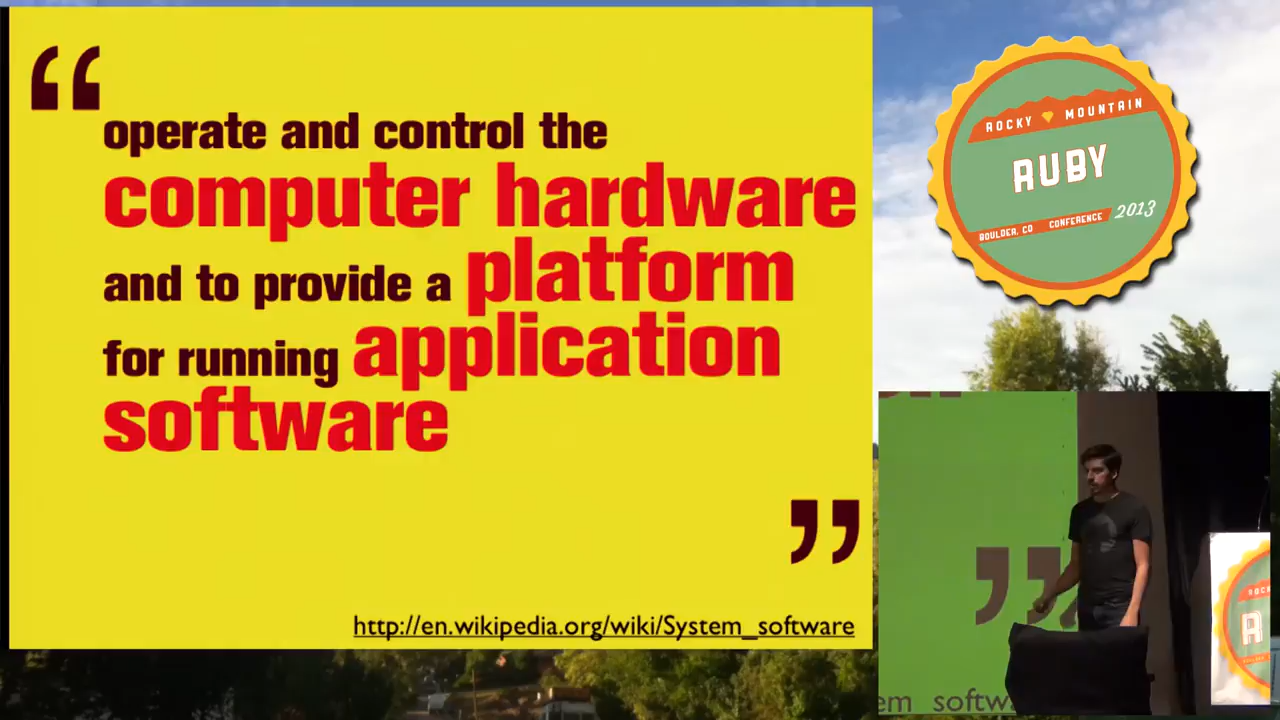 “
operate and control the
computer hardware
and to provide a platform
for running application
software
”
http://en.wikipedia.org/wiki/System_software
ROCKY MOUNTAIN
RUBY
BOULDER, CO CONFERENCE 2013
”
em_softw
R